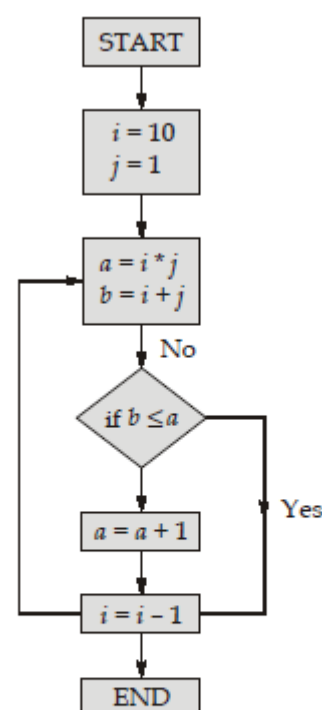 START
i = 10
j = 1
a = i * j
b = i + j
No
if b ≤ a
Yes
a = a + 1
i = i – 1
END